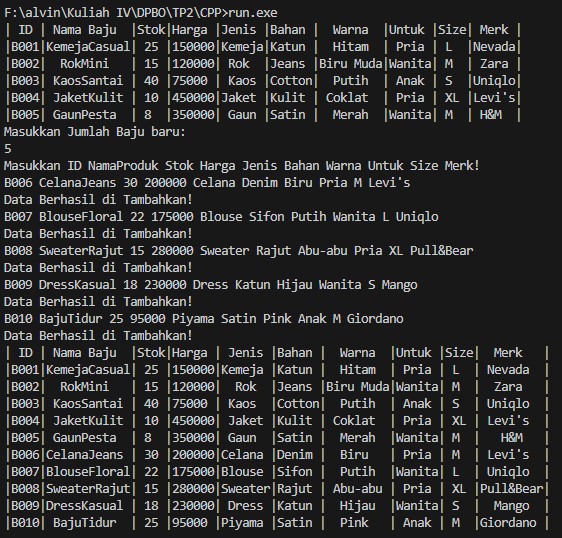 F:\alvin\Kuliah IV\DPBO\TP2\CPP>run.exe
| ID | Nama Baju  |Stok|Harga |Jenis |Bahan |  Warna  |Untuk |Size| Merk  |
|B001|KemejaCasual| 25 |150000|Kemeja|Katun |  Hitam  | Pria | L  |Nevada |
|B002|  RokMini   | 15 |120000| Rok  |Jeans |Biru Muda|Wanita| M  | Zara  |
|B003| KaosSantai | 40 |75000 | Kaos |Cotton|  Putih  | Anak | S  |Uniqlo |
|B004| JaketKulit | 10 |450000|Jaket |Kulit | Coklat  | Pria | XL |Levi's |
|B005| GaunPesta  | 8  |350000| Gaun |Satin |  Merah  |Wanita| M  |  H&M  |
Masukkan Jumlah Baju baru:
5
Masukkan ID NamaProduk Stok Harga Jenis Bahan Warna Untuk Size Merk!
B006 CelanaJeans 30 200000 Celana Denim Biru Pria M Levi's
Data Berhasil di Tambahkan!
B007 BlouseFloral 22 175000 Blouse Sifon Putih Wanita L Uniqlo
Data Berhasil di Tambahkan!
B008 SweaterRajut 15 280000 Sweater Rajut Abu-abu Pria XL Pull&Bear
Data Berhasil di Tambahkan!
B009 DressKasual 18 230000 Dress Katun Hijau Wanita S Mango
Data Berhasil di Tambahkan!
B010 BajuTidur 25 95000 Piyama Satin Pink Anak M Giordano
Data Berhasil di Tambahkan!
| ID | Nama Baju  |Stok|Harga | Jenis |Bahan |  Warna  |Untuk |Size|  Merk   |
|B001|KemejaCasual| 25 |150000|Kemeja |Katun |  Hitam  | Pria | L  | Nevada  |
|B002|  RokMini   | 15 |120000|  Rok  |Jeans |Biru Muda|Wanita| M  |  Zara   |
|B003| KaosSantai | 40 |75000 | Kaos  |Cotton|  Putih  | Anak | S  | Uniqlo  |
|B004| JaketKulit | 10 |450000| Jaket |Kulit | Coklat  | Pria | XL | Levi's  |
|B005| GaunPesta  | 8  |350000| Gaun  |Satin |  Merah  |Wanita| M  |   H&M   |
|B006|CelanaJeans | 30 |200000|Celana |Denim |  Biru   | Pria | M  | Levi's  |
|B007|BlouseFloral| 22 |175000|Blouse |Sifon |  Putih  |Wanita| L  | Uniqlo  |
|B008|SweaterRajut| 15 |280000|Sweater|Rajut | Abu-abu | Pria | XL |Pull&Bear|
|B009|DressKasual | 18 |230000| Dress |Katun |  Hijau  |Wanita| S  |  Mango  |
|B010| BajuTidur  | 25 |95000 |Piyama |Satin |  Pink   | Anak | M  |Giordano |